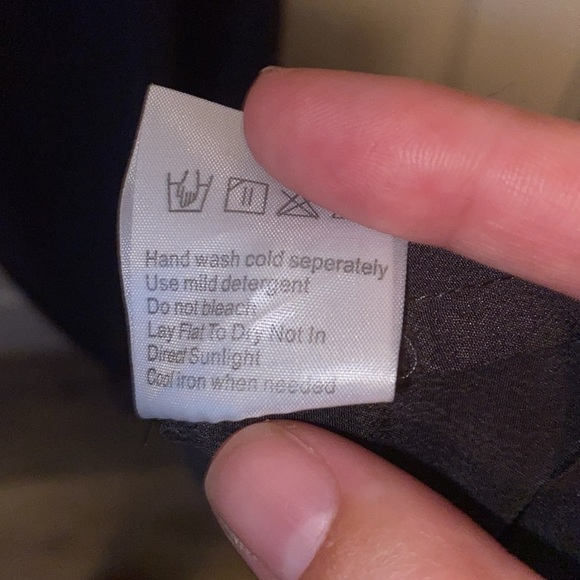 Hand wash cold seperately
Use mild detergent
Do not bleach
Lay Flat To Dry Not In
Direct Sunlight
Cool iron when needed